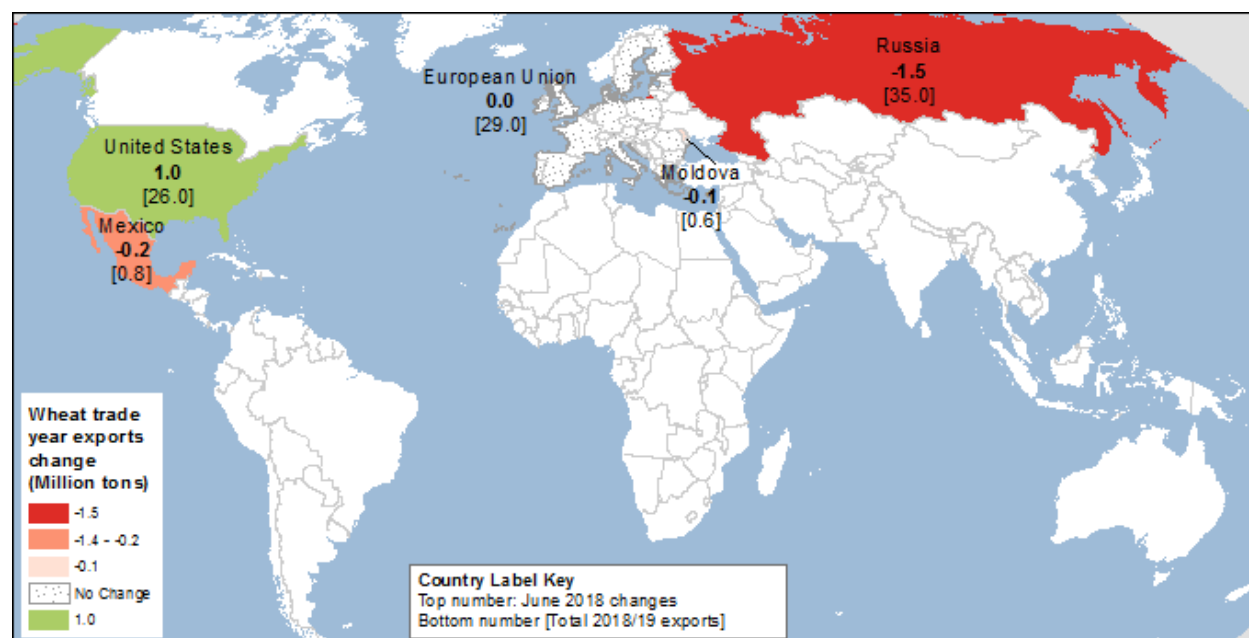 Russia
-1.5
[35.0]
European Union
0.0
[29.0]
United States
1.0
[26.0]
Moldova
-0.1
[0.6]
Mexico
-0.2
[0.8]
Wheat trade
year exports
change
(Million tons)
-1.5
-1.4 - -0.2
-0.1
No Change
1.0
Country Label Key
Top number: June 2018 changes
Bottom number [Total 2018/19 exports]